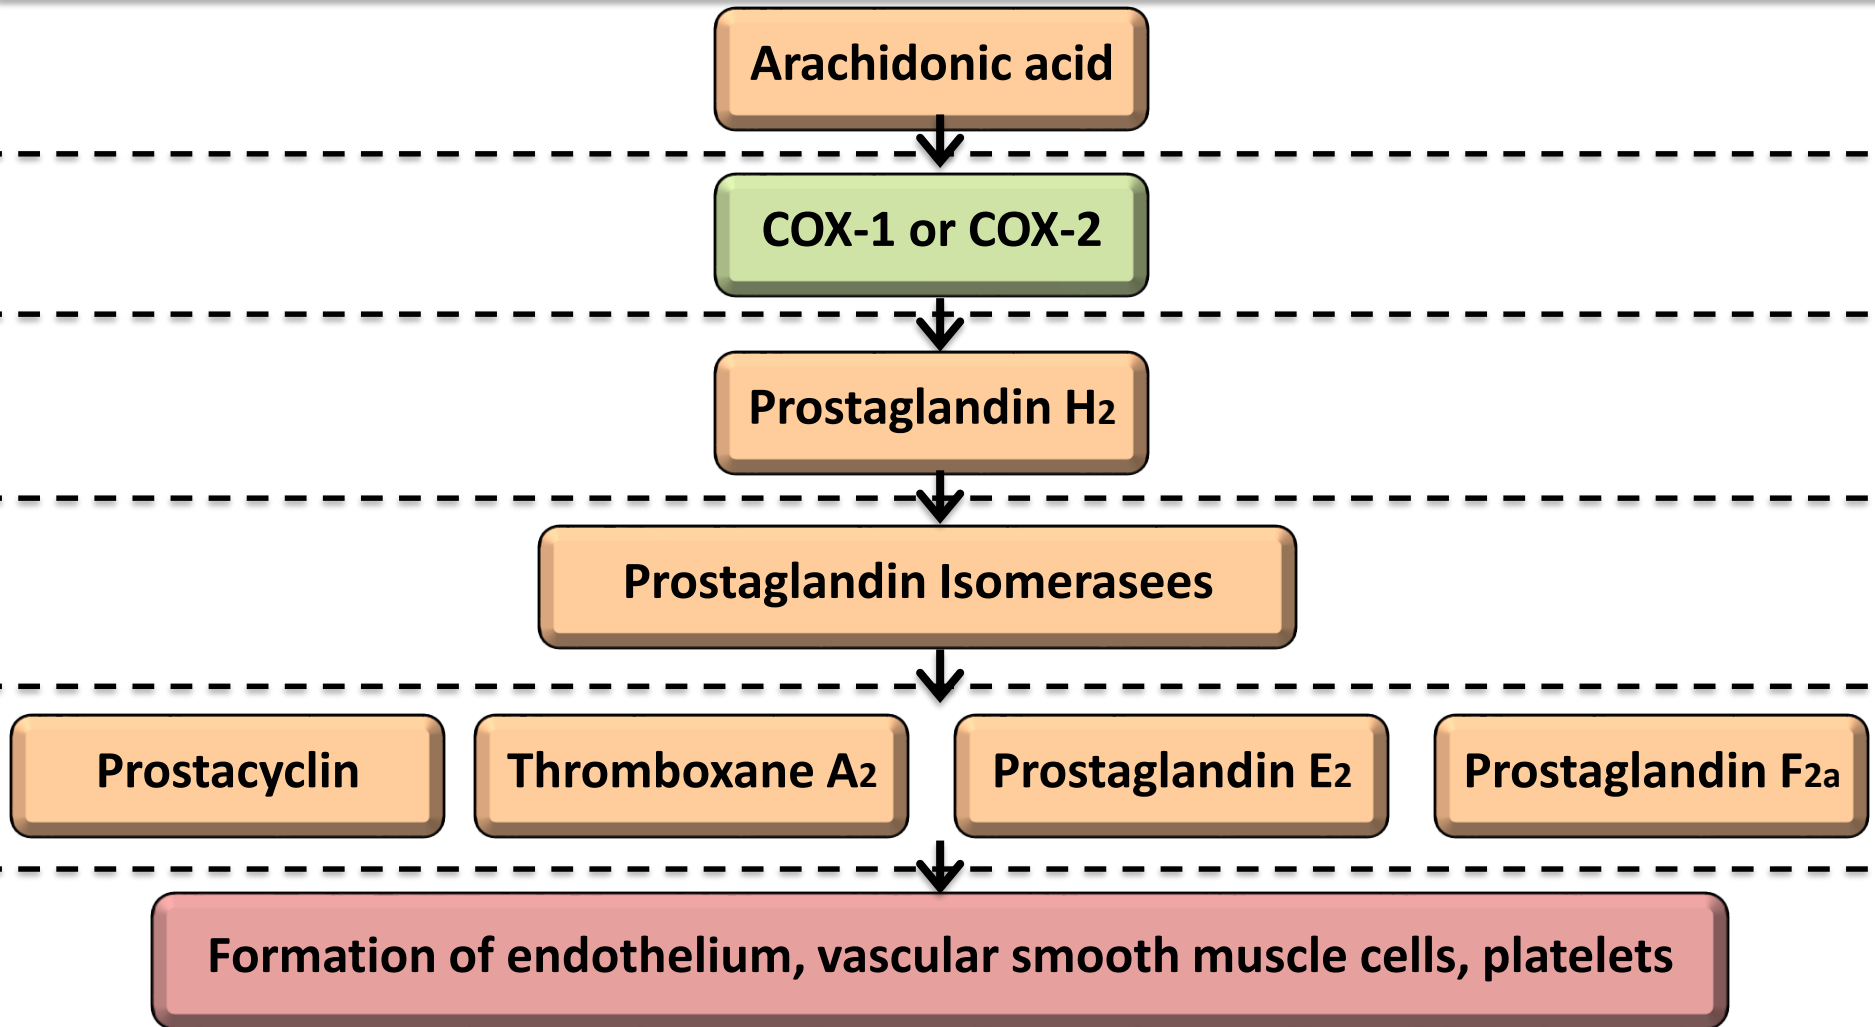 Arachidonic acid
COX-1 or COX-2
Prostaglandin H2
Prostaglandin Isomerasees
Prostacyclin
Thromboxane A2
Prostaglandin E2
Prostaglandin F2a
Formation of endothelium, vascular smooth muscle cells, platelets